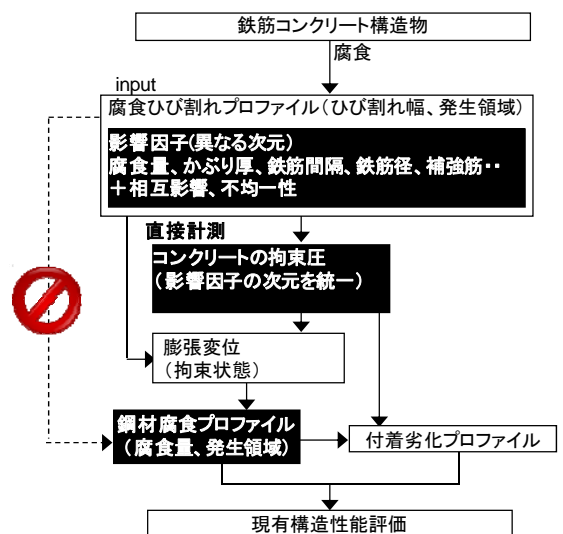 鉄筋コンクリート構造物
腐食
input
腐食ひび割れプロファイル(ひび割れ幅、発生領域)
影響因子(異なる次元)
腐食量、かぶり厚、鉄筋間隔、鉄筋径、補強筋・・
+相互影響、不均一性
直接計測
コンクリートの拘束圧
(影響因子の次元を統一)
膨張変位
(拘束状態)
鋼材腐食プロファイル
(腐食量、発生領域)
付着劣化プロファイル
現有構造性能評価